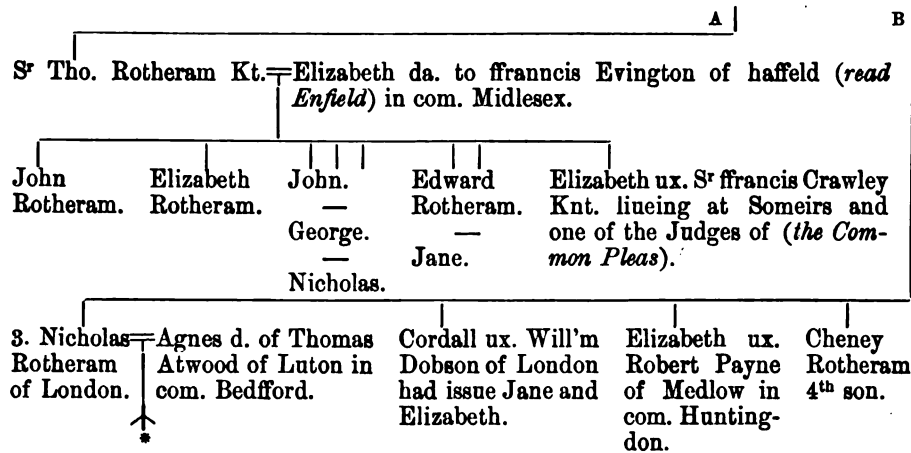 A B
Sr Tho. Rotheram Kt. Elizabeth da. to ffranncis Evington of haffeld (read
Enfield) in com. Midlesex.
John
Rotheram.
Elizabeth
Rotheram.
John.
—
George.
—
Nicholas.
Edward
Rotheram.
—
Jane.
Elizabeth ux. Sr ffrancis Crawley
Knt. liueing at Someirs and
one of the Judges of (the Com-
mon Pleas).
3. Nicholas
Rotheram
of London.
Agnes d. of Thomas
Atwood of Luton in
com. Bedfford.
Cordall ux. Will'm
Dobson of London
had issue Jane and
Elizabeth.
Elizabeth ux.
Robert Payne
of Medlow in
com. Hunting-
don.
Cheney
Rotheram
4th son.
*